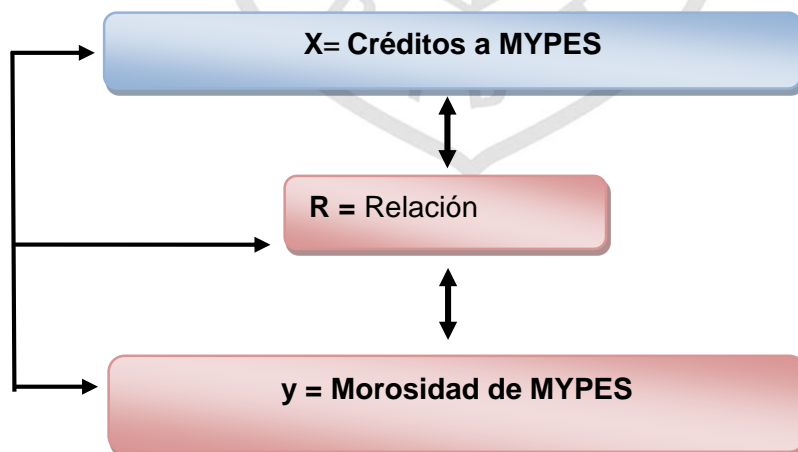 X= Créditos a MYPES
R = Relación
y = Morosidad de MYPES